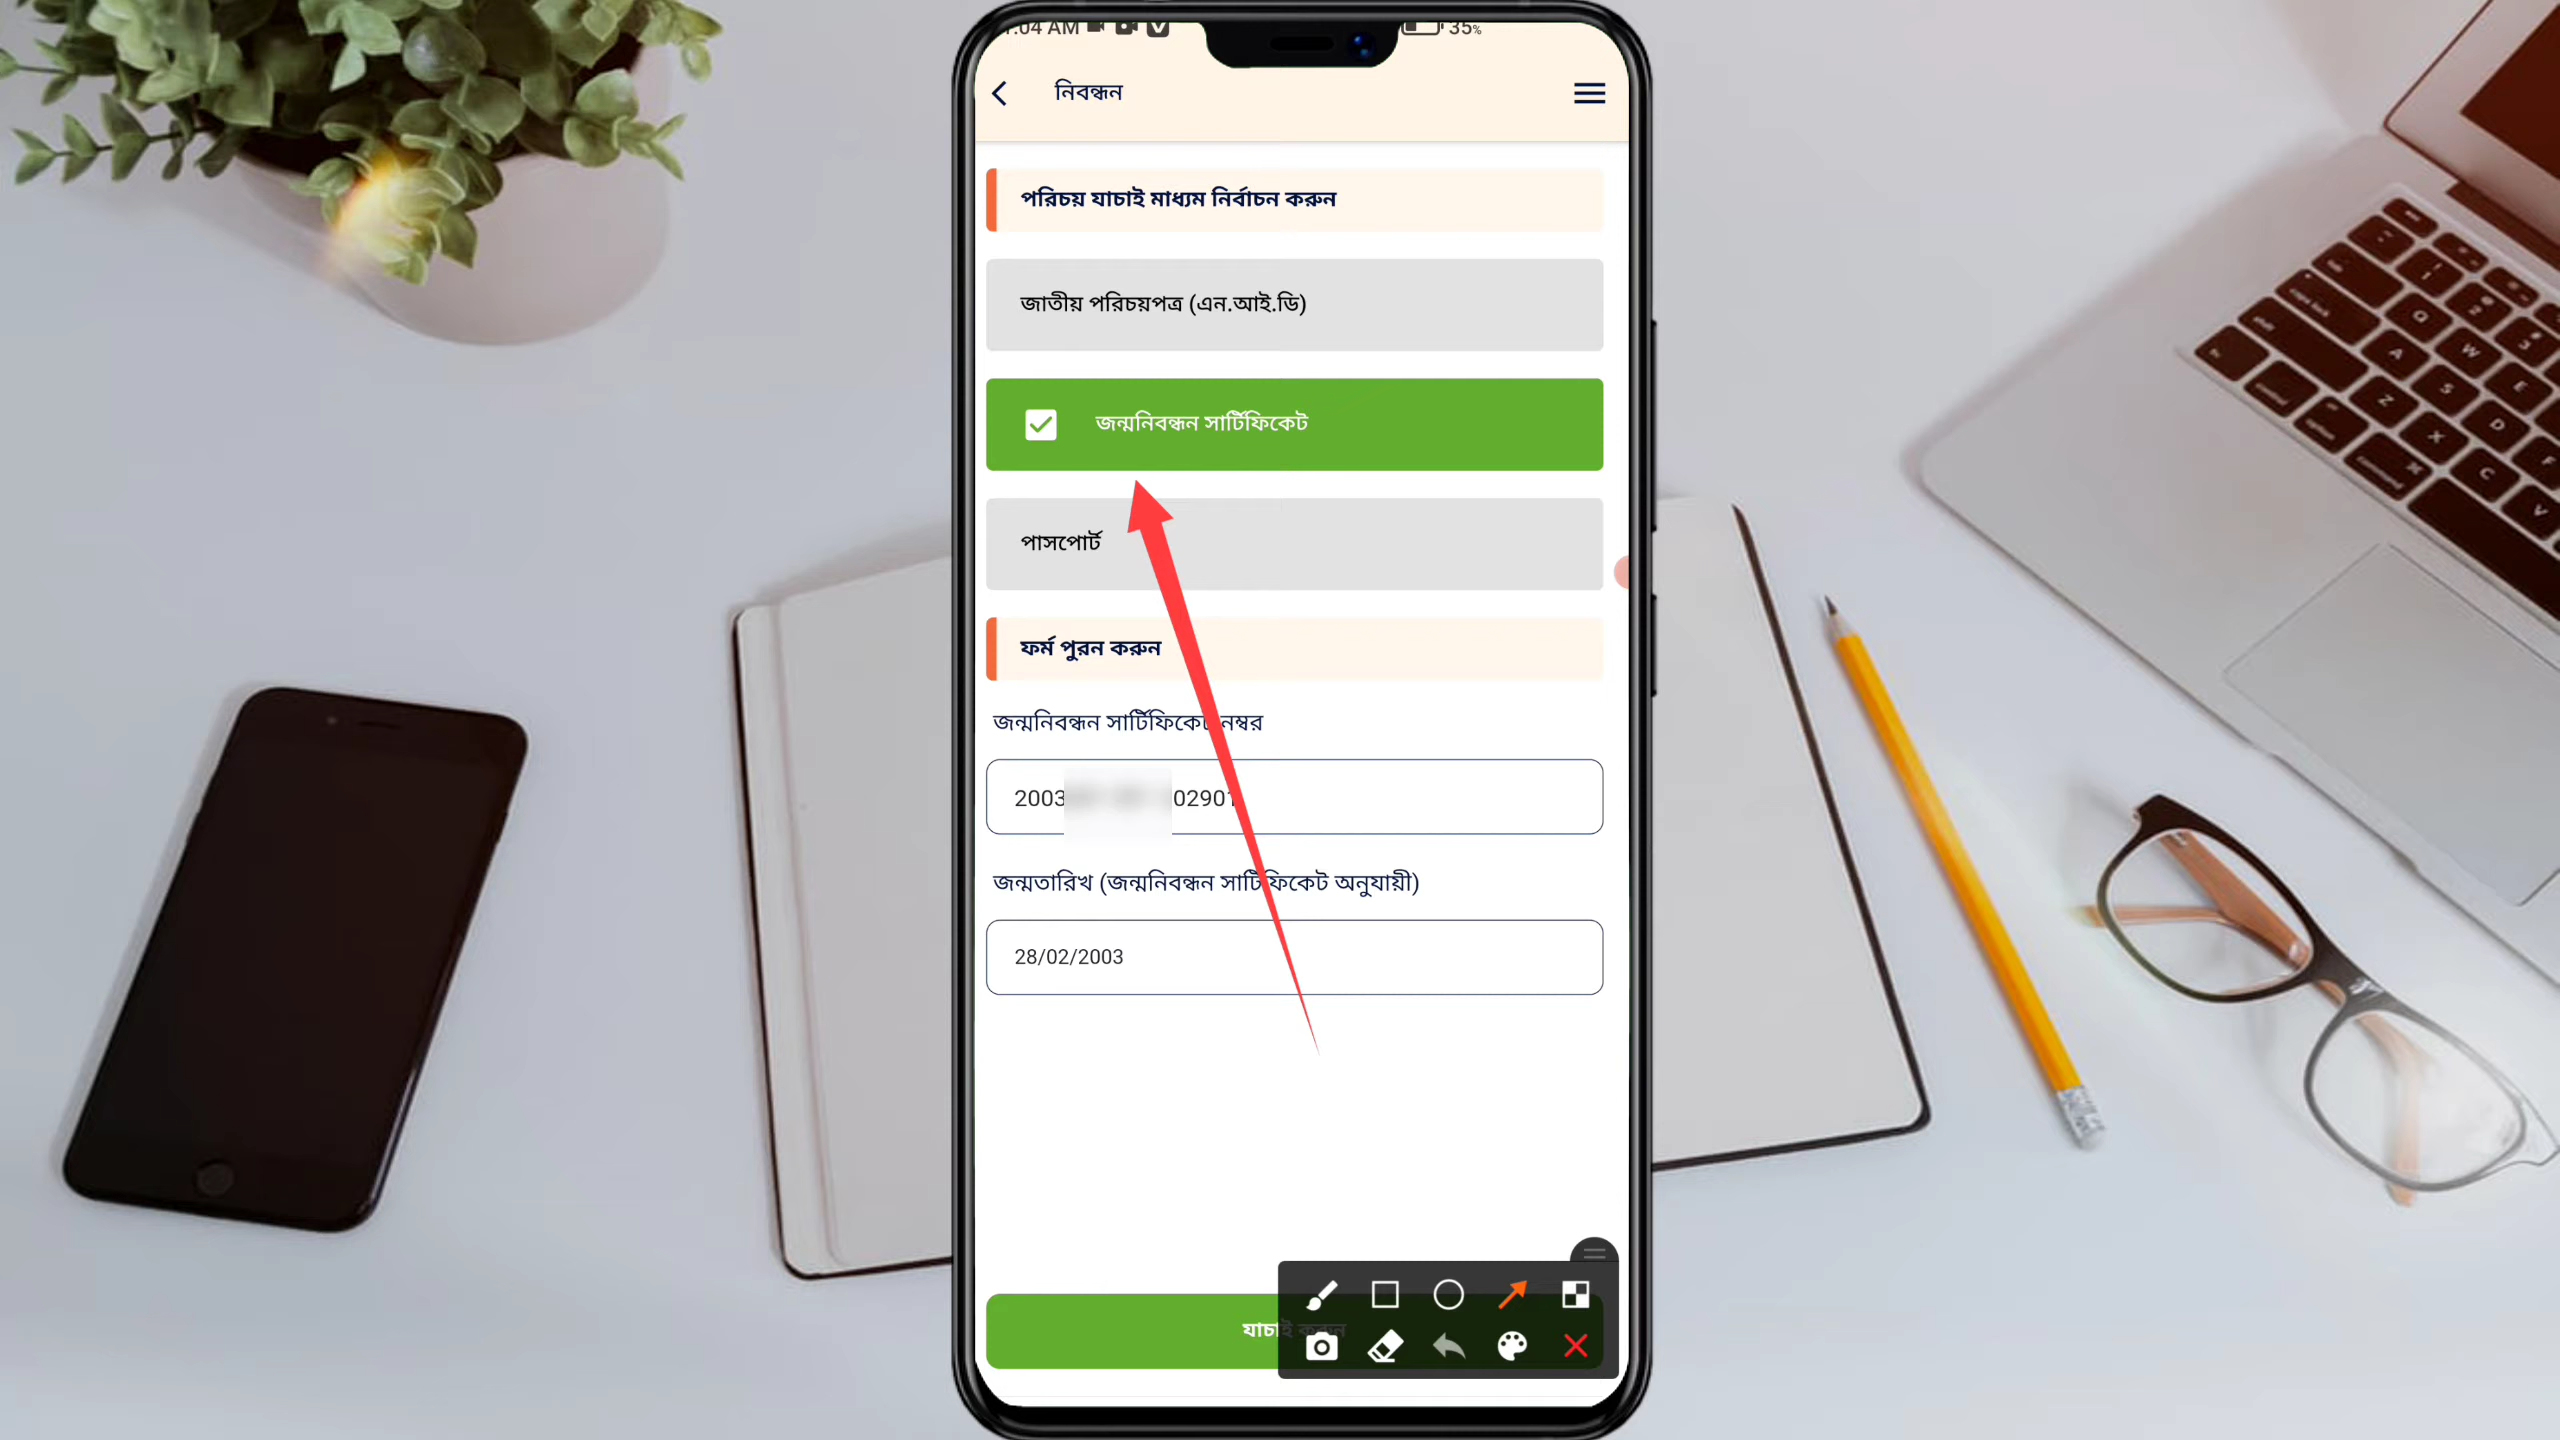 :04 AM
35%
নিবন্ধন
পরিচয় যাচাই মাধ্যম নির্বাচন করুন
জাতীয় পরিচয়পত্র (এন.আই.ডি)
জন্মনিবন্ধন সার্টিফিকেট
পাসপোর্ট
ফর্ম পুরন করুন
জন্মনিবন্ধন সার্টিফিকেট নম্বর
2003 02901
জন্মতারিখ (জন্মনিবন্ধন সার্টিফিকেট অনুযায়ী)
28/02/2003
যাচাই করুন